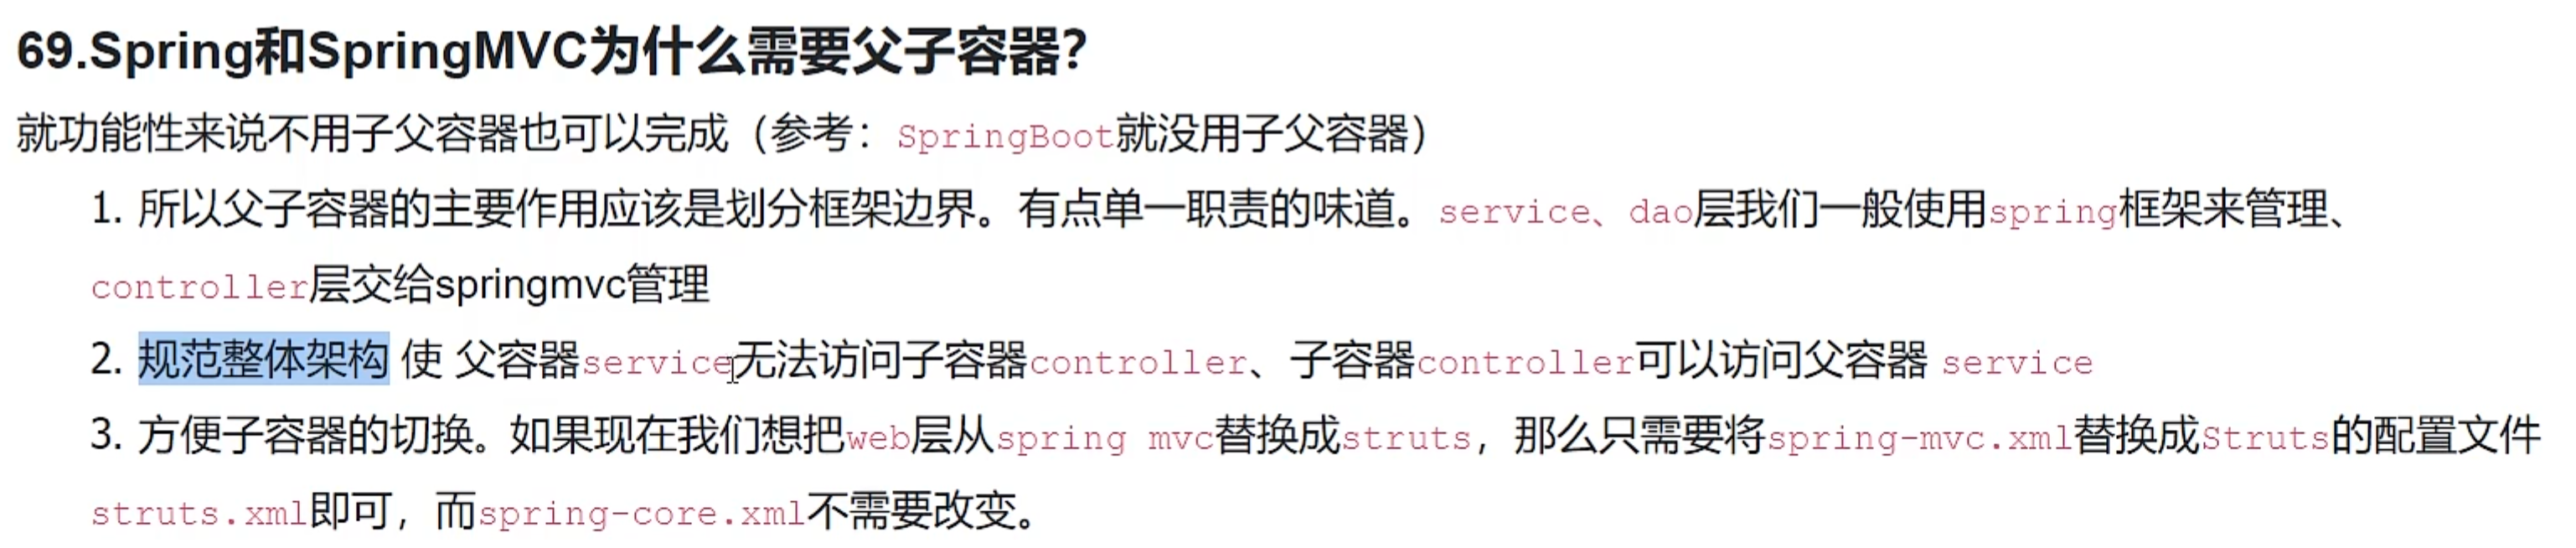 69.Spring和SpringMVC为什么需要父子容器？
就功能性来说不用子父容器也可以完成（参考：SpringBoot就没用子父容器）
1. 所以父子容器的主要作用应该是划分框架边界。有点单一职责的味道。service、dao层我们一般使用spring框架来管理、
controller层交给springmvc管理
2. 规范整体架构 使 父容器service无法访问子容器controller、子容器controller可以访问父容器 service
3. 方便子容器的切换。如果现在我们想把web层从spring mvc替换成struts，那么只需要将spring-mvc.xml替换成Struts的配置文件
struts.xml即可，而spring-core.xml不需要改变。